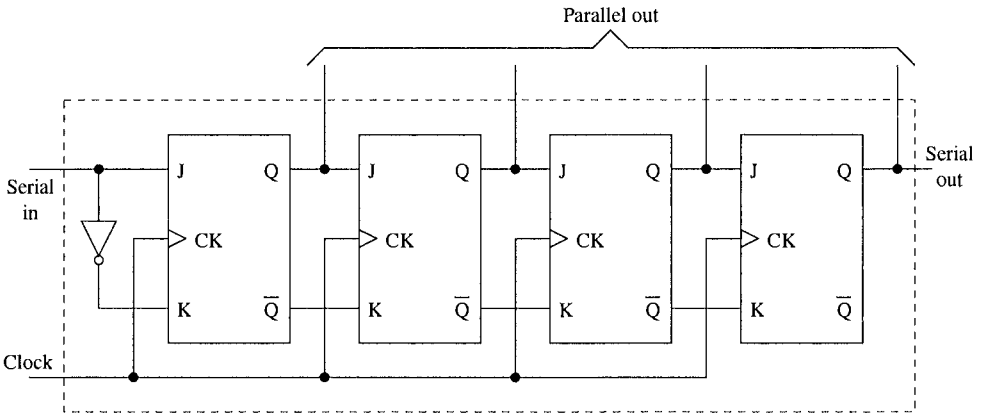 Parallel out
Serial
in
J Q J Q J Q J Q
Serial
out
CK CK CK CK
K Q̅ K Q̅ K Q̅ K Q̅
Clock